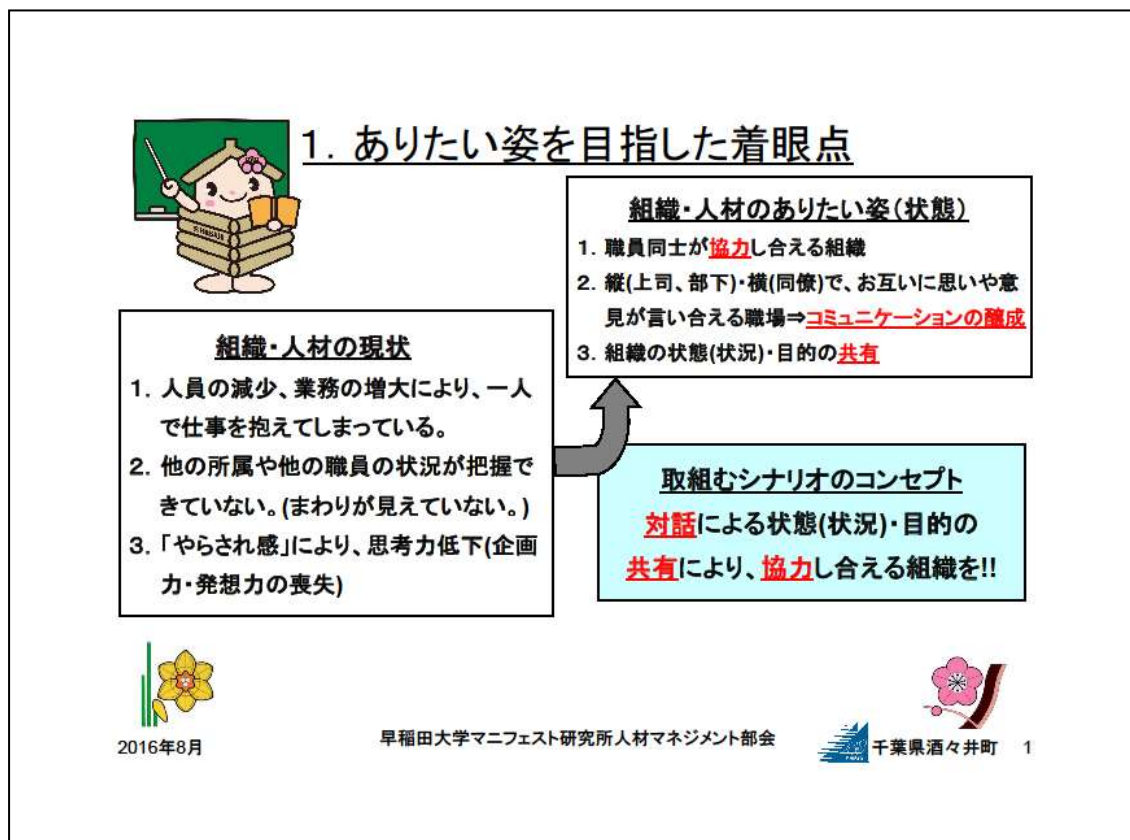 1. ありたい姿を目指した着眼点
組織・人材のありたい姿(状態)
1. 職員同士が協力し合える組織
2. 縦(上司、部下)・横(同僚)で、お互いに思いや意
見が言い合える職場⇒コミュニケーションの醸成
3. 組織の状態(状況)・目的の共有
組織・人材の現状
1. 人員の減少、業務の増大により、一人
で仕事を抱えてしまっている。
2. 他の所属や他の職員の状況が把握で
きていない。(まわりが見えていない。)
3. 「やらされ感」により、思考力低下(企画
力・発想力の喪失)
取組むシナリオのコンセプト
対話による状態(状況)・目的の
共有により、協力し合える組織を!!
2016年8月
早稲田大学マニフェスト研究所人材マネジメント部会
千葉県酒々井町
1